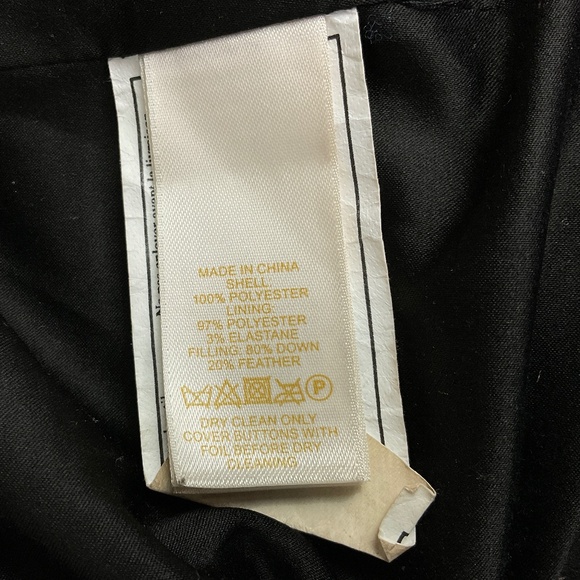 MADE IN CHINA
SHELL:
100% POLYESTER
LINING:
97% POLYESTER
3% ELASTANE
FILLING: 80% DOWN
20% FEATHER
P
DRY CLEAN ONLY
COVER BUTTONS WITH
FOIL BEFORE DRY
CLEANING